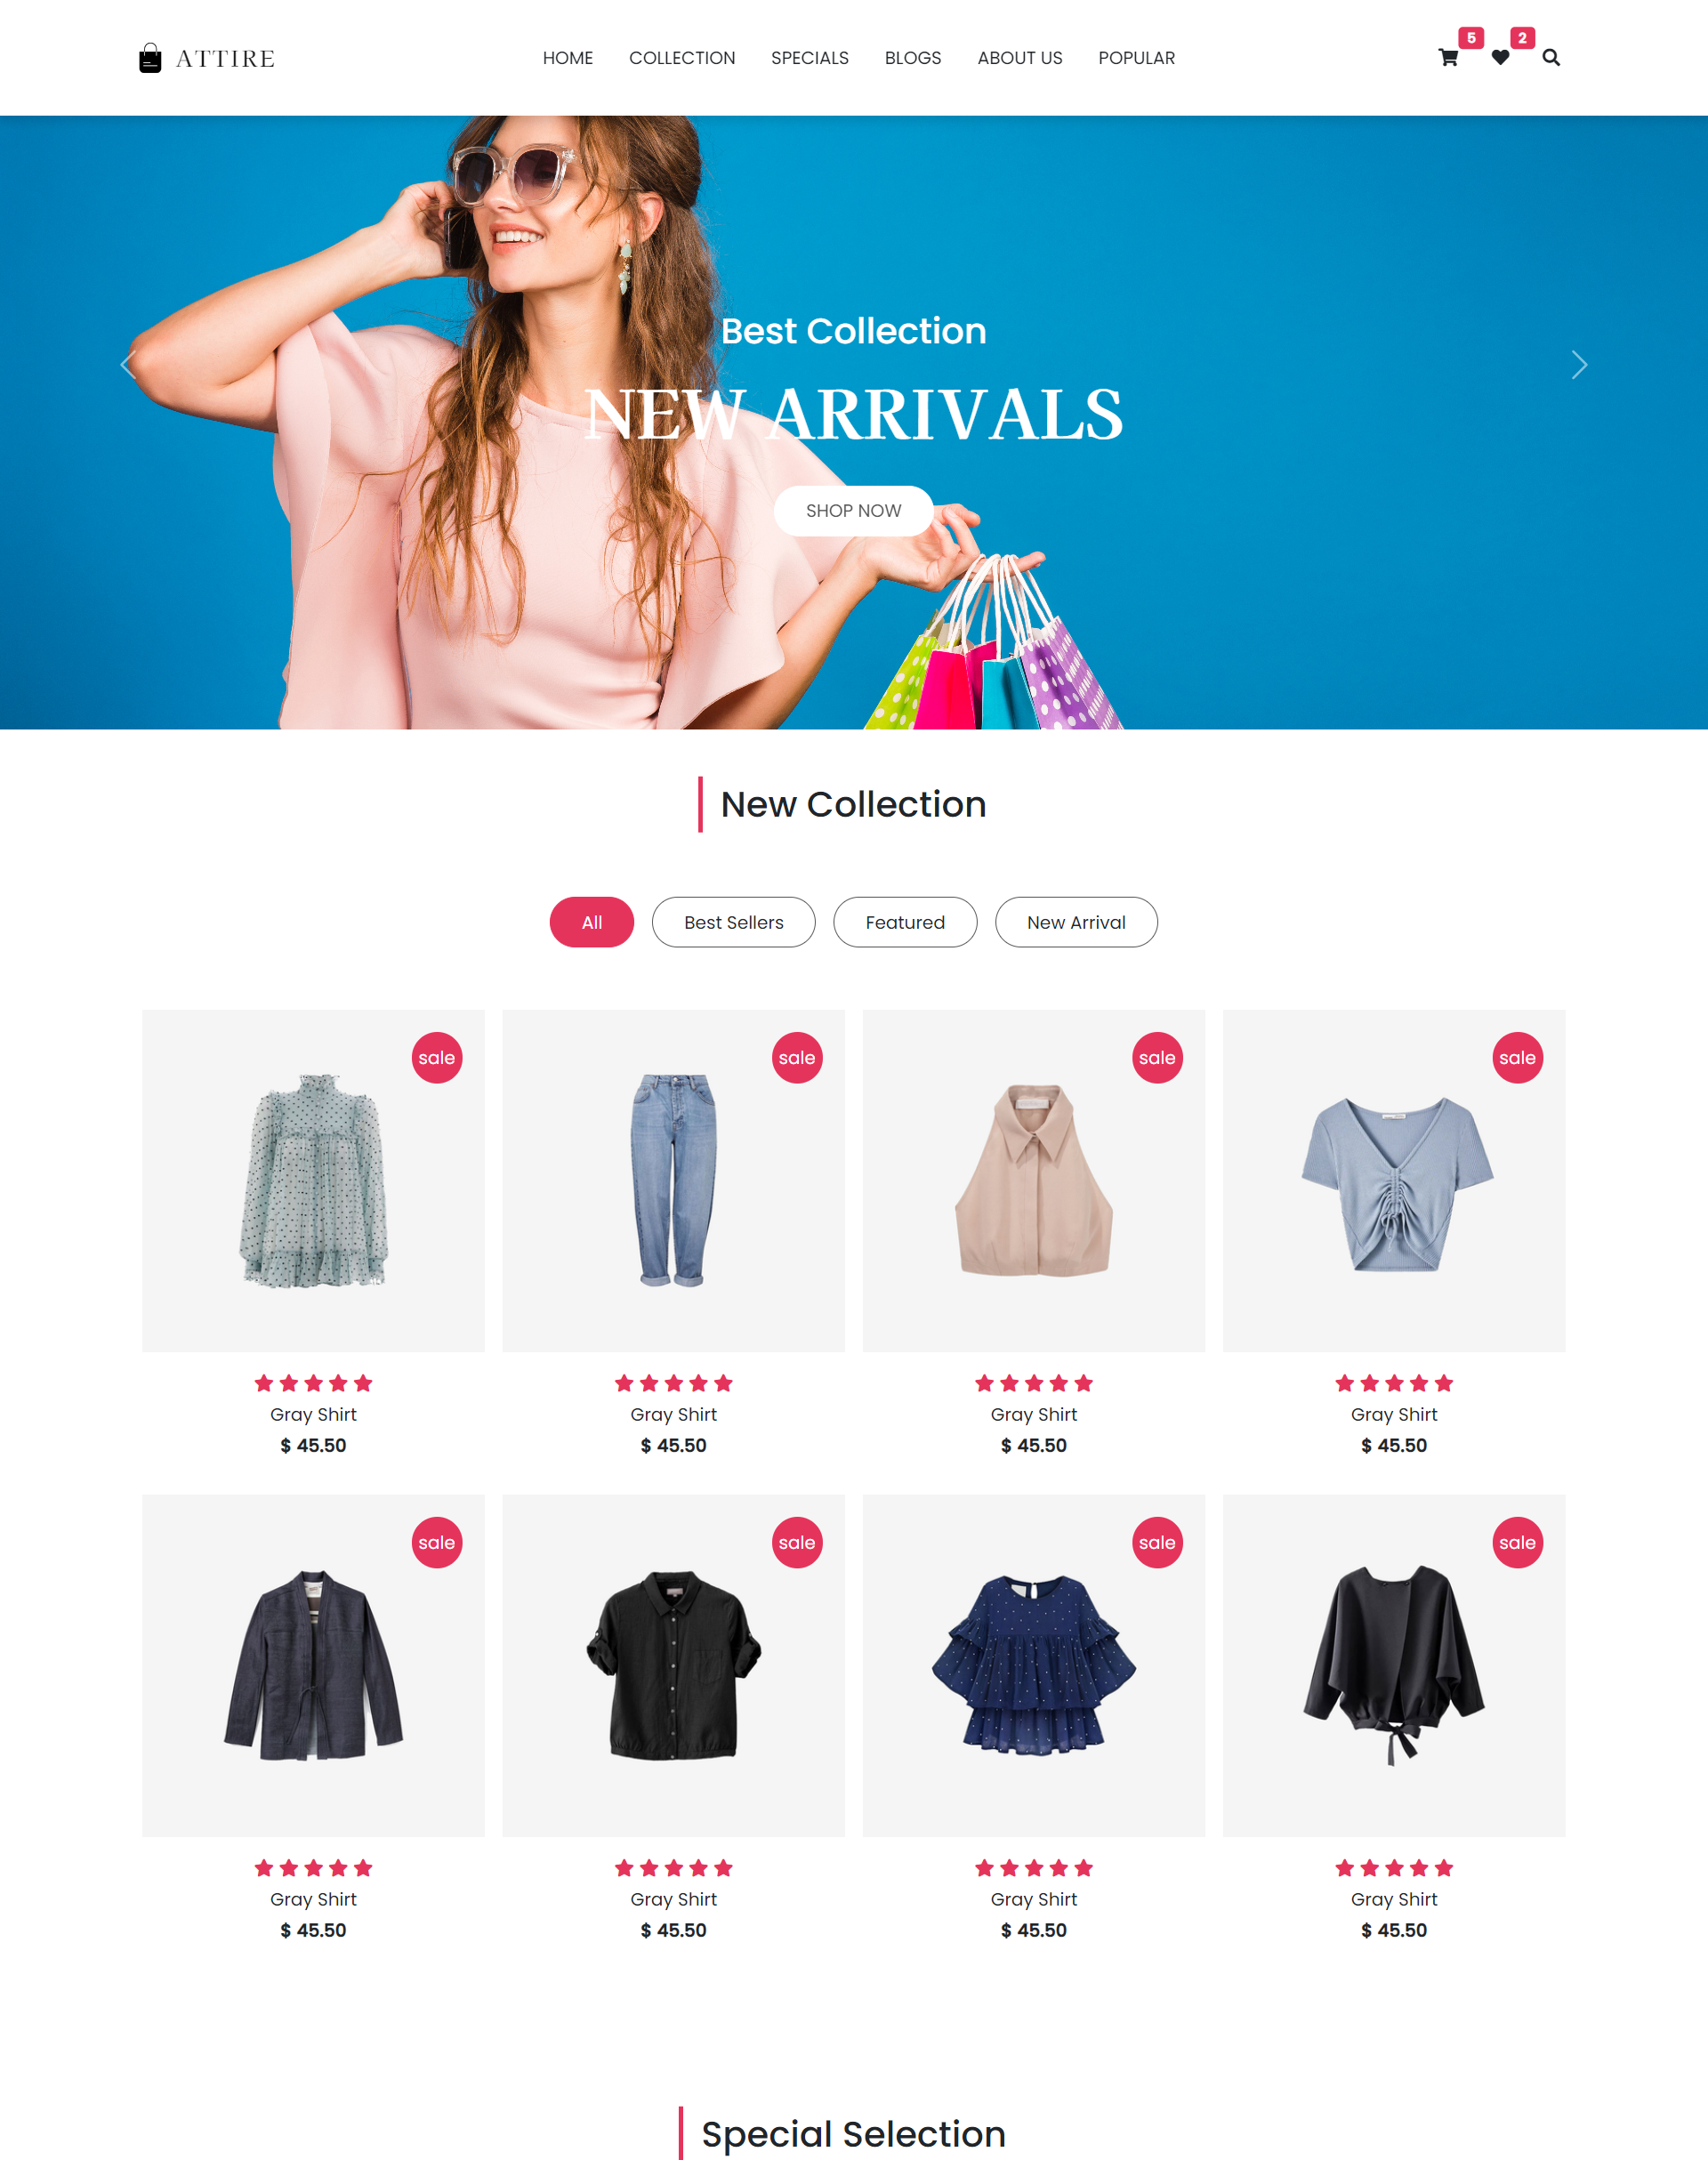 ATTIRE
HOME COLLECTION SPECIALS BLOGS ABOUT US POPULAR
5 2
Best Collection
NEW ARRIVALS
SHOP NOW
New Collection
All Best Sellers Featured New Arrival
sale sale sale sale
Gray Shirt Gray Shirt Gray Shirt Gray Shirt
$ 45.50 $ 45.50 $ 45.50 $ 45.50
sale sale sale sale
Gray Shirt Gray Shirt Gray Shirt Gray Shirt
$ 45.50 $ 45.50 $ 45.50 $ 45.50
Special Selection